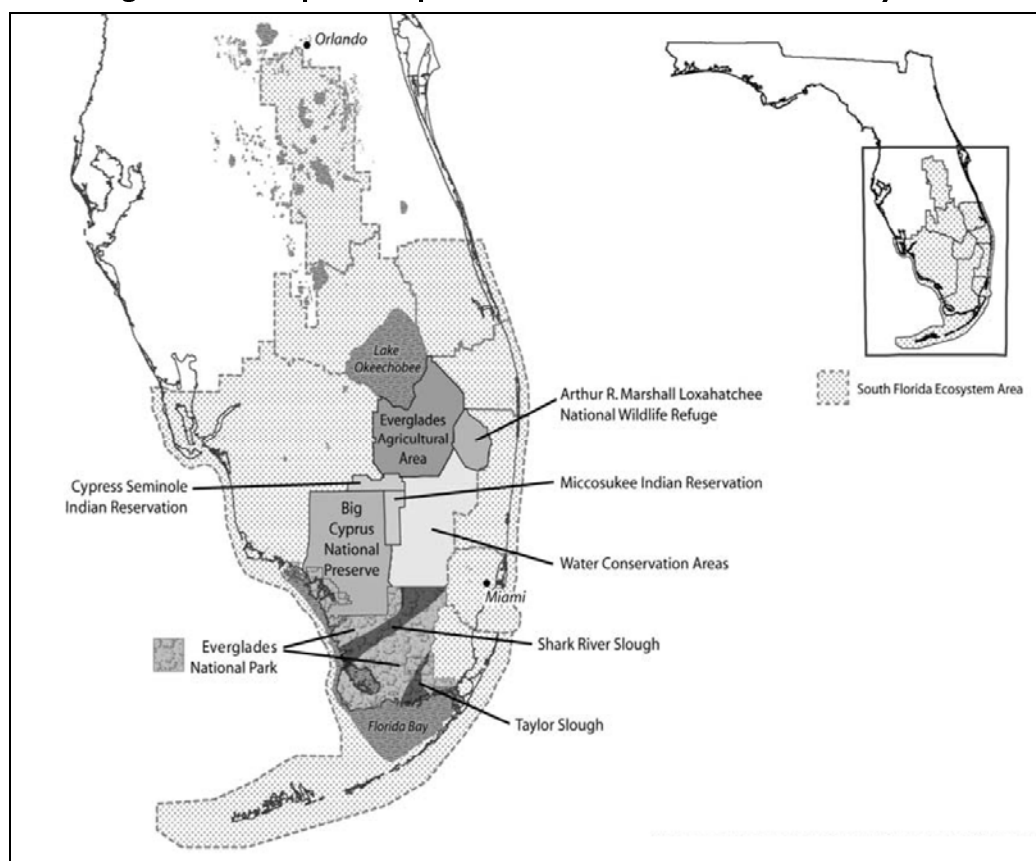 Orlando
Lake
Okeechobee
Everglades
Agricultural
Area
Arthur R. Marshall Loxahatchee
National Wildlife Refuge
South Florida Ecosystem Area
Cypress Seminole
Indian Reservation
Miccosukee Indian Reservation
Big
Cyprus
National
Preserve
Water Conservation Areas
Miami
Everglades
National Park
Shark River Slough
Taylor Slough
Florida Bay